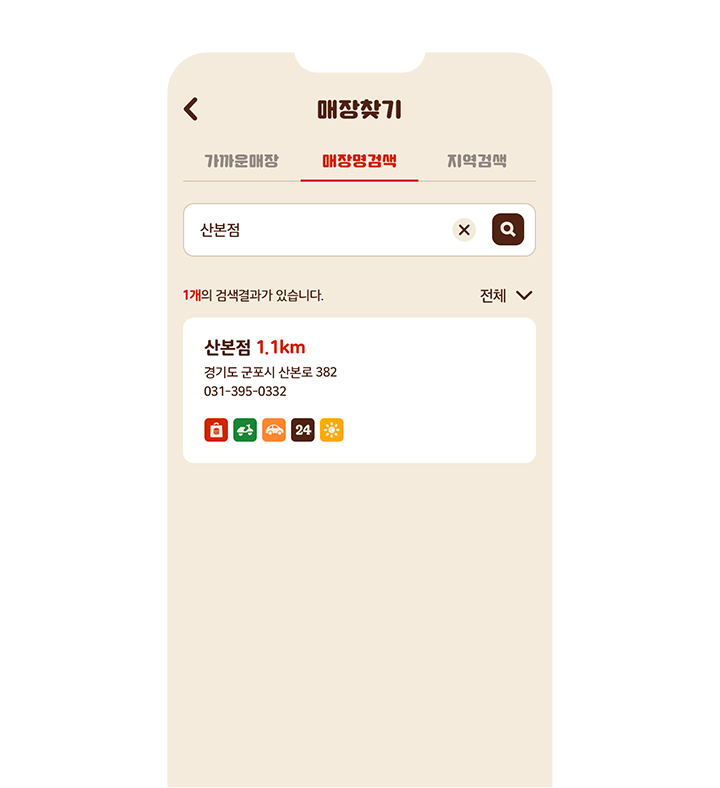 매장찾기
가까운매장 매장명검색 지역검색
산본점
1개의 검색결과가 있습니다. 전체
산본점 1.1km
경기도 군포시 산본로 382
031-395-0332
24